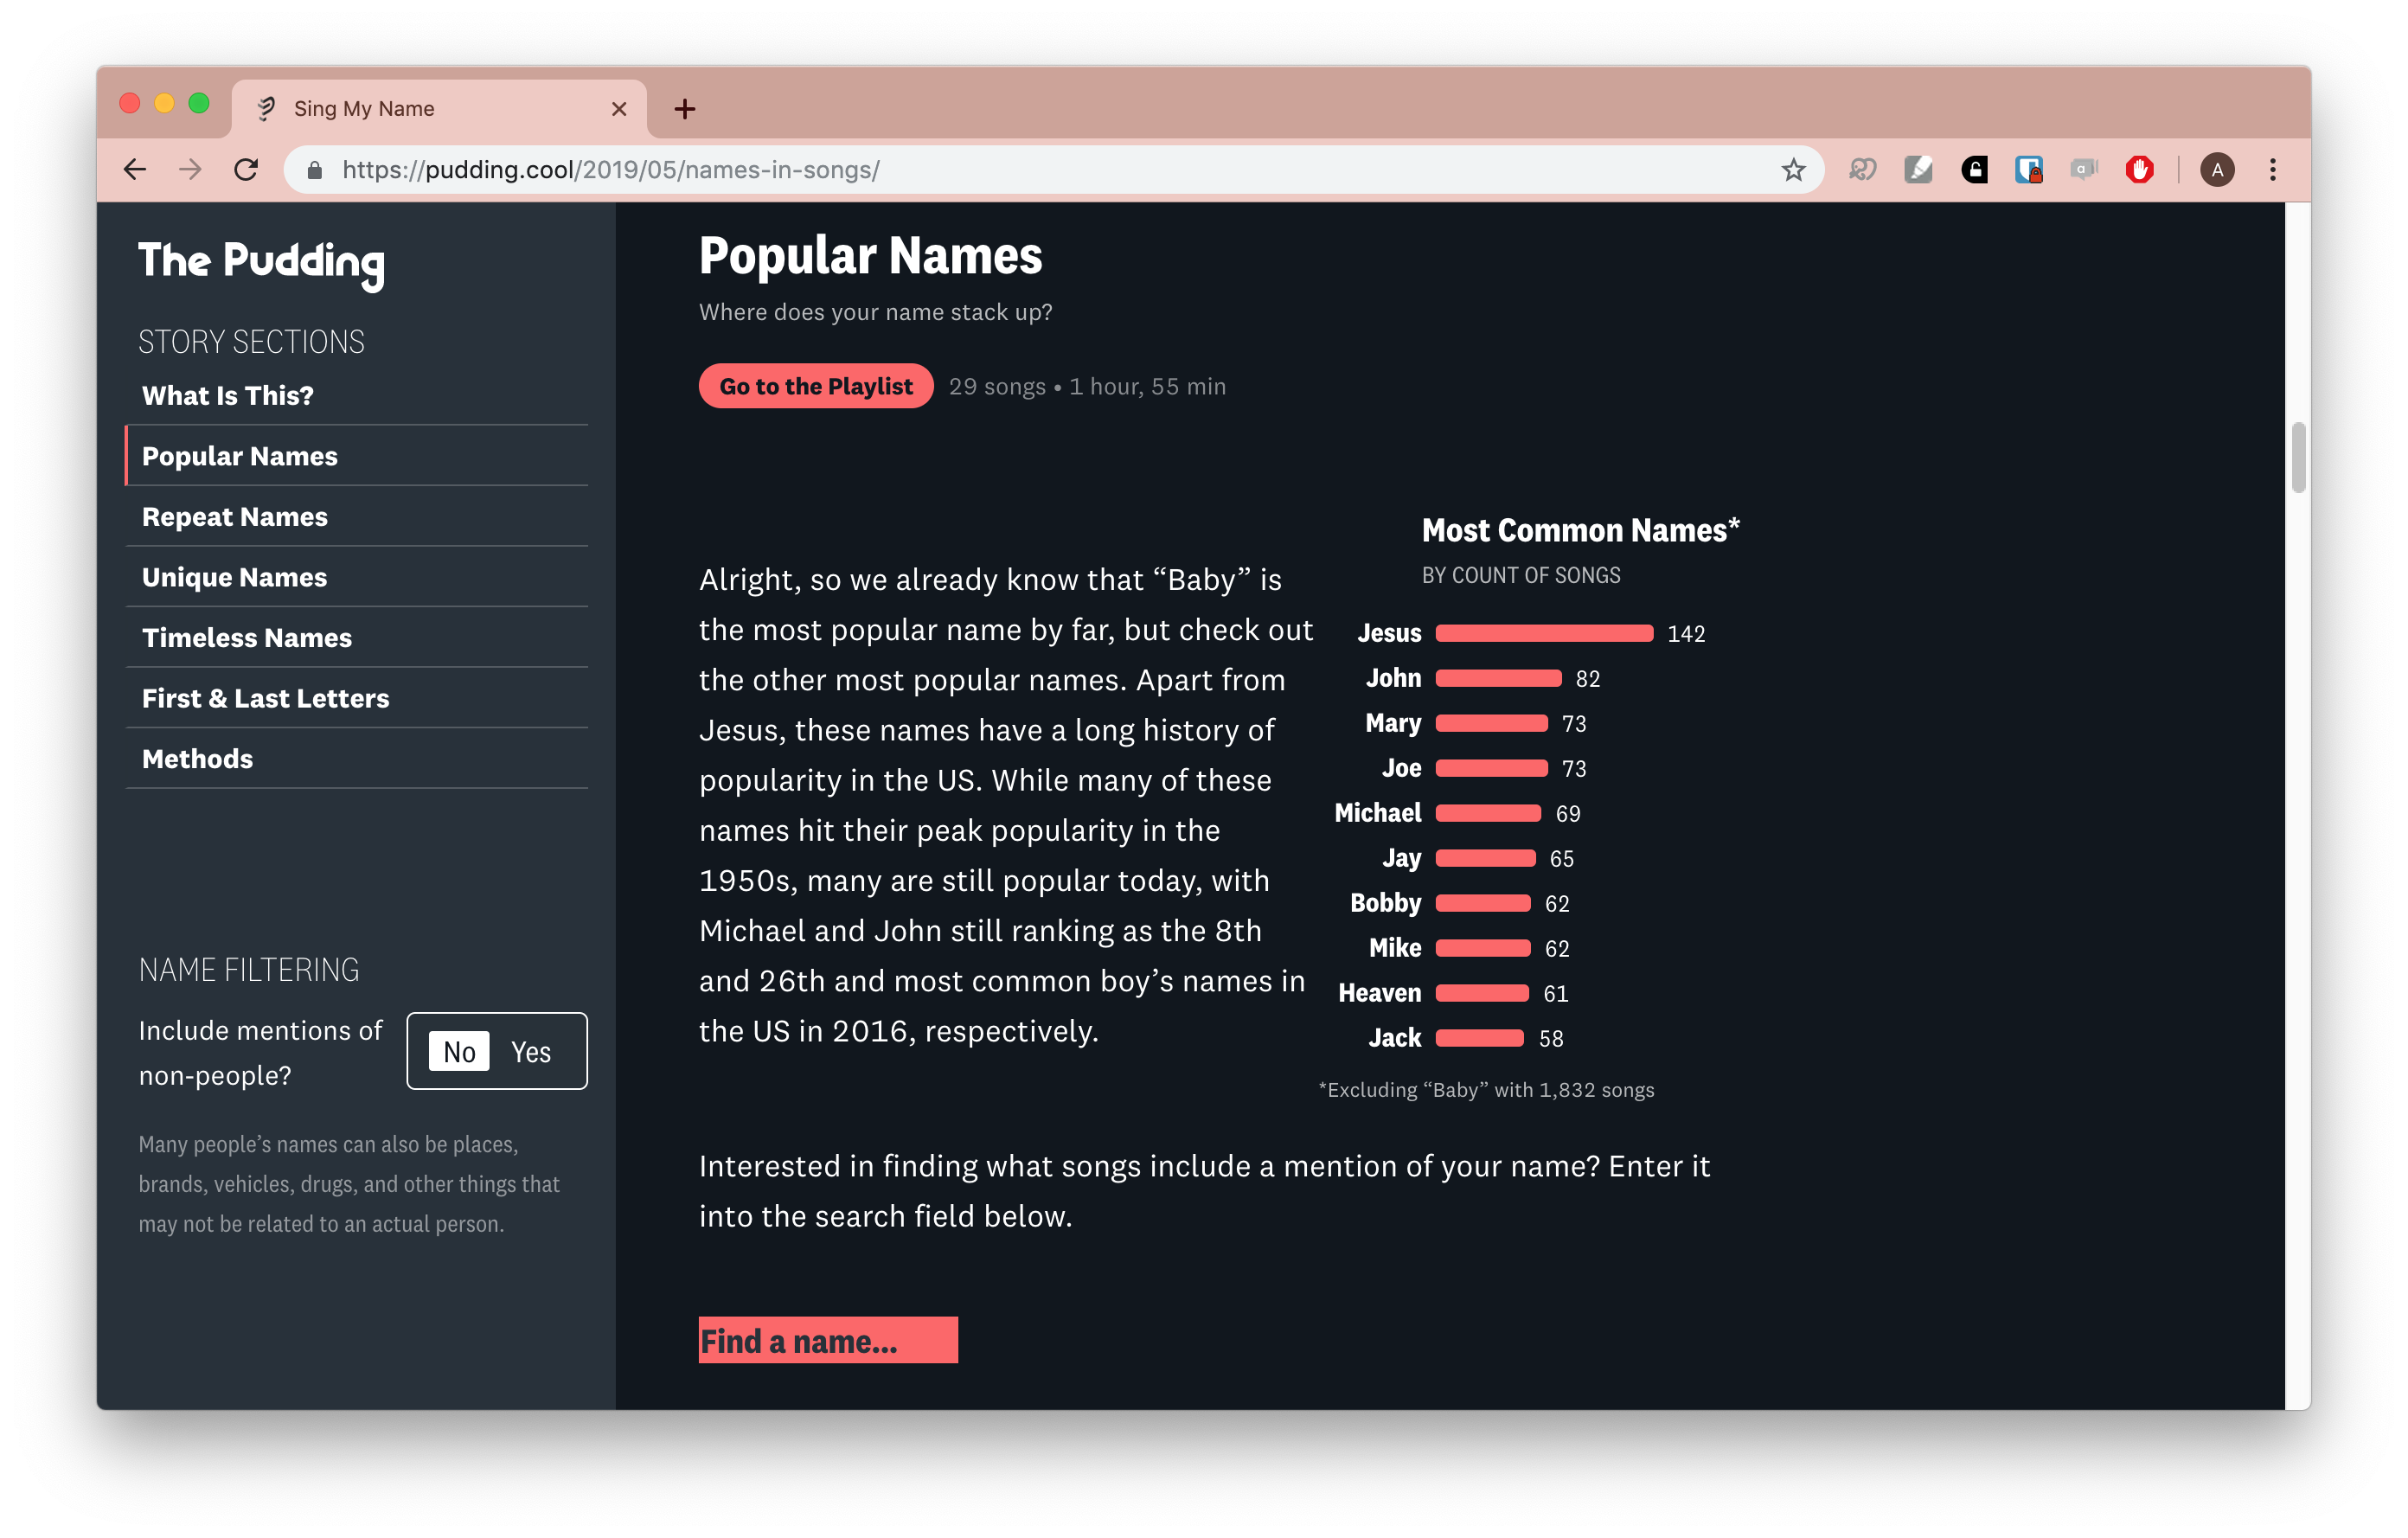 Sing My Name
https://pudding.cool/2019/05/names-in-songs/
a
A
The Pudding
STORY SECTIONS
What Is This?
Popular Names
Repeat Names
Unique Names
Timeless Names
First & Last Letters
Methods
NAME FILTERING
Include mentions of
non-people?
No Yes
Many people’s names can also be places,
brands, vehicles, drugs, and other things that
may not be related to an actual person.
Popular Names
Where does your name stack up?
Go to the Playlist 29 songs • 1 hour, 55 min
Alright, so we already know that “Baby” is
the most popular name by far, but check out
the other most popular names. Apart from
Jesus, these names have a long history of
popularity in the US. While many of these
names hit their peak popularity in the
1950s, many are still popular today, with
Michael and John still ranking as the 8th
and 26th and most common boy’s names in
the US in 2016, respectively.
Most Common Names*
BY COUNT OF SONGS
Jesus 142
John 82
Mary 73
Joe 73
Michael 69
Jay 65
Bobby 62
Mike 62
Heaven 61
Jack 58
*Excluding “Baby” with 1,832 songs
Interested in finding what songs include a mention of your name? Enter it
into the search field below.
Find a name...